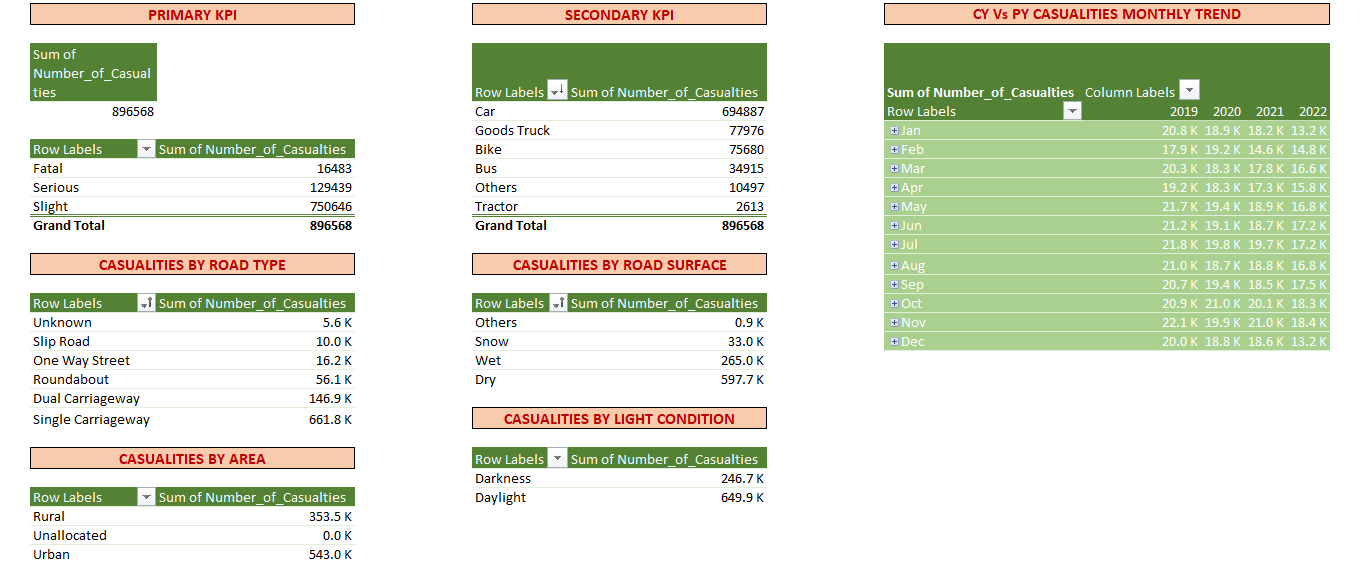 PRIMARY KPI
Sum of
Number_of_Casual
ties
896568
Row Labels Sum of Number_of_Casualties
Fatal 16483
Serious 129439
Slight 750646
Grand Total 896568
CASUALITIES BY ROAD TYPE
Row Labels Sum of Number_of_Casualties
Unknown 5.6 K
Slip Road 10.0 K
One Way Street 16.2 K
Roundabout 56.1 K
Dual Carriageway 146.9 K
Single Carriageway 661.8 K
CASUALITIES BY AREA
Row Labels Sum of Number_of_Casualties
Rural 353.5 K
Unallocated 0.0 K
Urban 543.0 K
SECONDARY KPI
Row Labels Sum of Number_of_Casualties
Car 694887
Goods Truck 77976
Bike 75680
Bus 34915
Others 10497
Tractor 2613
Grand Total 896568
CASUALITIES BY ROAD SURFACE
Row Labels Sum of Number_of_Casualties
Others 0.9 K
Snow 33.0 K
Wet 265.0 K
Dry 597.7 K
CASUALITIES BY LIGHT CONDITION
Row Labels Sum of Number_of_Casualties
Darkness 246.7 K
Daylight 649.9 K
CY Vs PY CASUALITIES MONTHLY TREND
Sum of Number_of_Casualties Column Labels
Row Labels 2019 2020 2021 2022
Jan 20.8 K 18.9 K 18.2 K 13.2 K
Feb 17.9 K 19.2 K 14.6 K 14.8 K
Mar 20.3 K 18.3 K 17.8 K 16.6 K
Apr 19.2 K 18.3 K 17.3 K 15.8 K
May 21.7 K 19.4 K 18.9 K 16.8 K
Jun 21.2 K 19.1 K 18.7 K 17.2 K
Jul 21.8 K 19.8 K 19.7 K 17.2 K
Aug 21.0 K 18.7 K 18.8 K 16.8 K
Sep 20.7 K 19.4 K 18.5 K 17.5 K
Oct 20.9 K 21.0 K 20.1 K 18.3 K
Nov 22.1 K 19.9 K 21.0 K 18.4 K
Dec 20.0 K 18.8 K 18.6 K 13.2 K